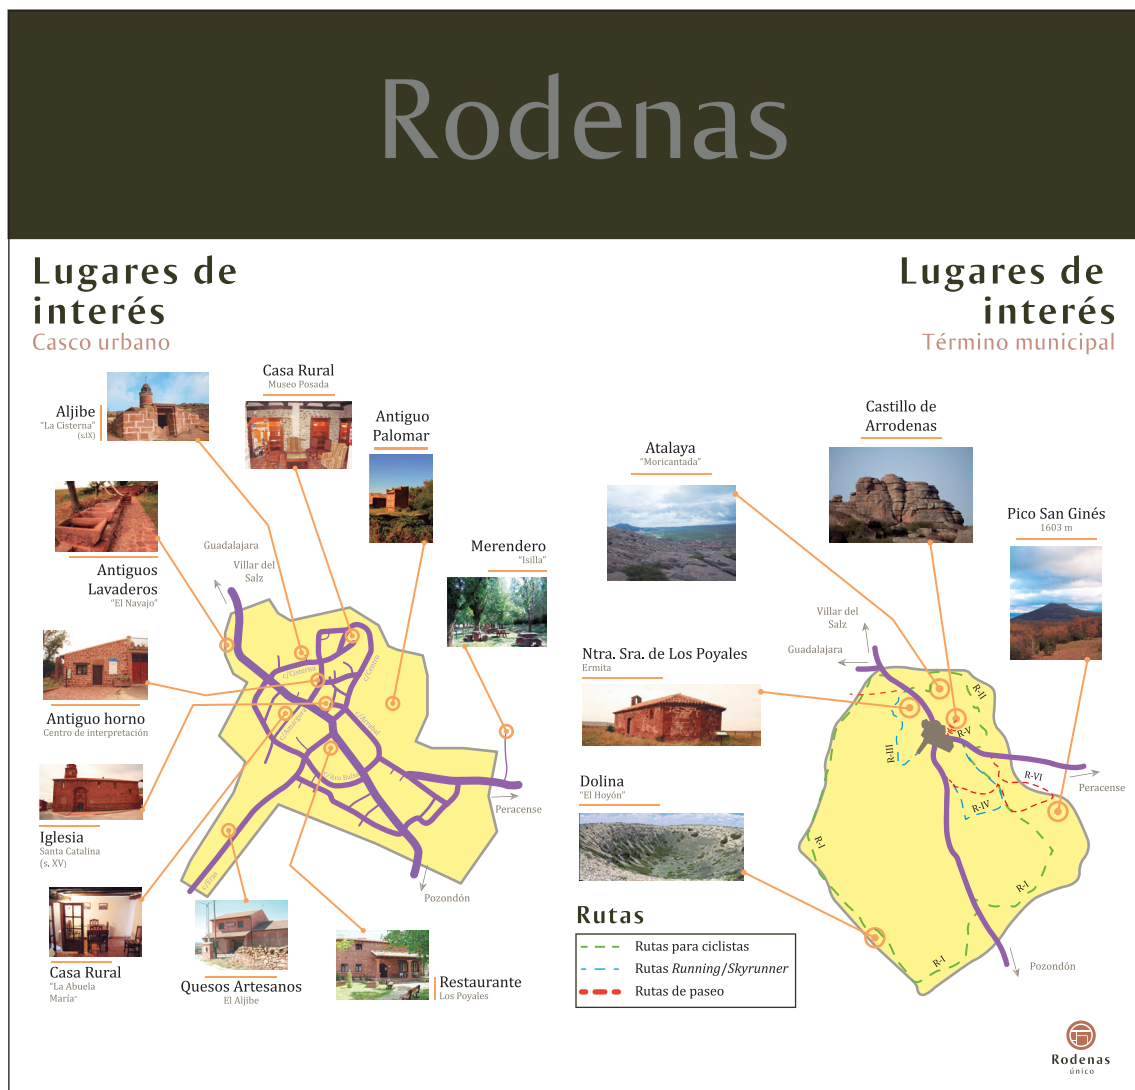 Rodenas
Lugares de
interés
Casco urbano
Aljibe
"La Cisterna"
(s.IX)
Casa Rural
Museo Posada
Antiguo
Palomar
Merendero
"Isilla"
Antiguos
Lavaderos
"El Navajo"
Guadalajara
Villar del
Salz
Antiguo horno
Centro de interpretación
Iglesia
Santa Catalina
(s. XV)
Casa Rural
"La Abuela
María"
Quesos Artesanos
El Aljibe
Restaurante
Los Poyales
c/Cisterna
c/Centro
c/Arrabal
Peracense
Pozondón
Lugares de
interés
Término municipal
Atalaya
"Moricantada"
Castillo de
Arrodenas
Pico San Ginés
1603 m
Villar del
Salz
Guadalajara
Ntra. Sra. de Los Poyales
Ermita
Dolina
"El Hoyón"
R-II
R-V
R-III
R-VI
R-IV
R-I
R-I
R-I
Peracense
Pozondón
Rutas
Rutas para ciclistas
Rutas Running/Skyrunner
Rutas de paseo
Rodenas
único